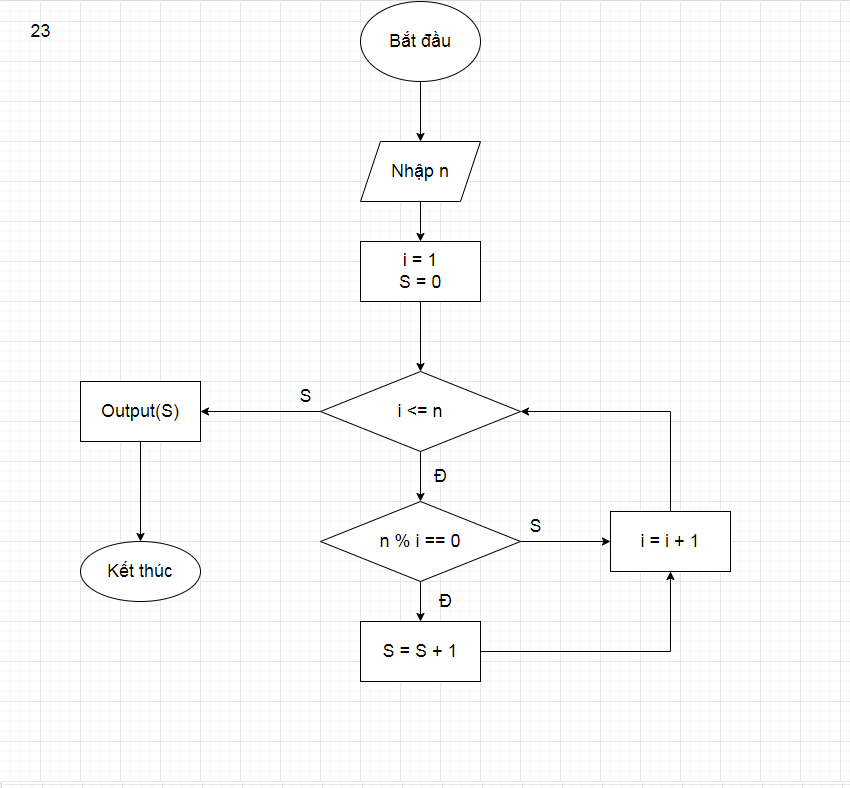 23
Bắt đầu
Nhập n
i = 1
S = 0
i <= n
S
Output(S)
Kết thúc
Đ
n % i == 0
S
i = i + 1
Đ
S = S + 1